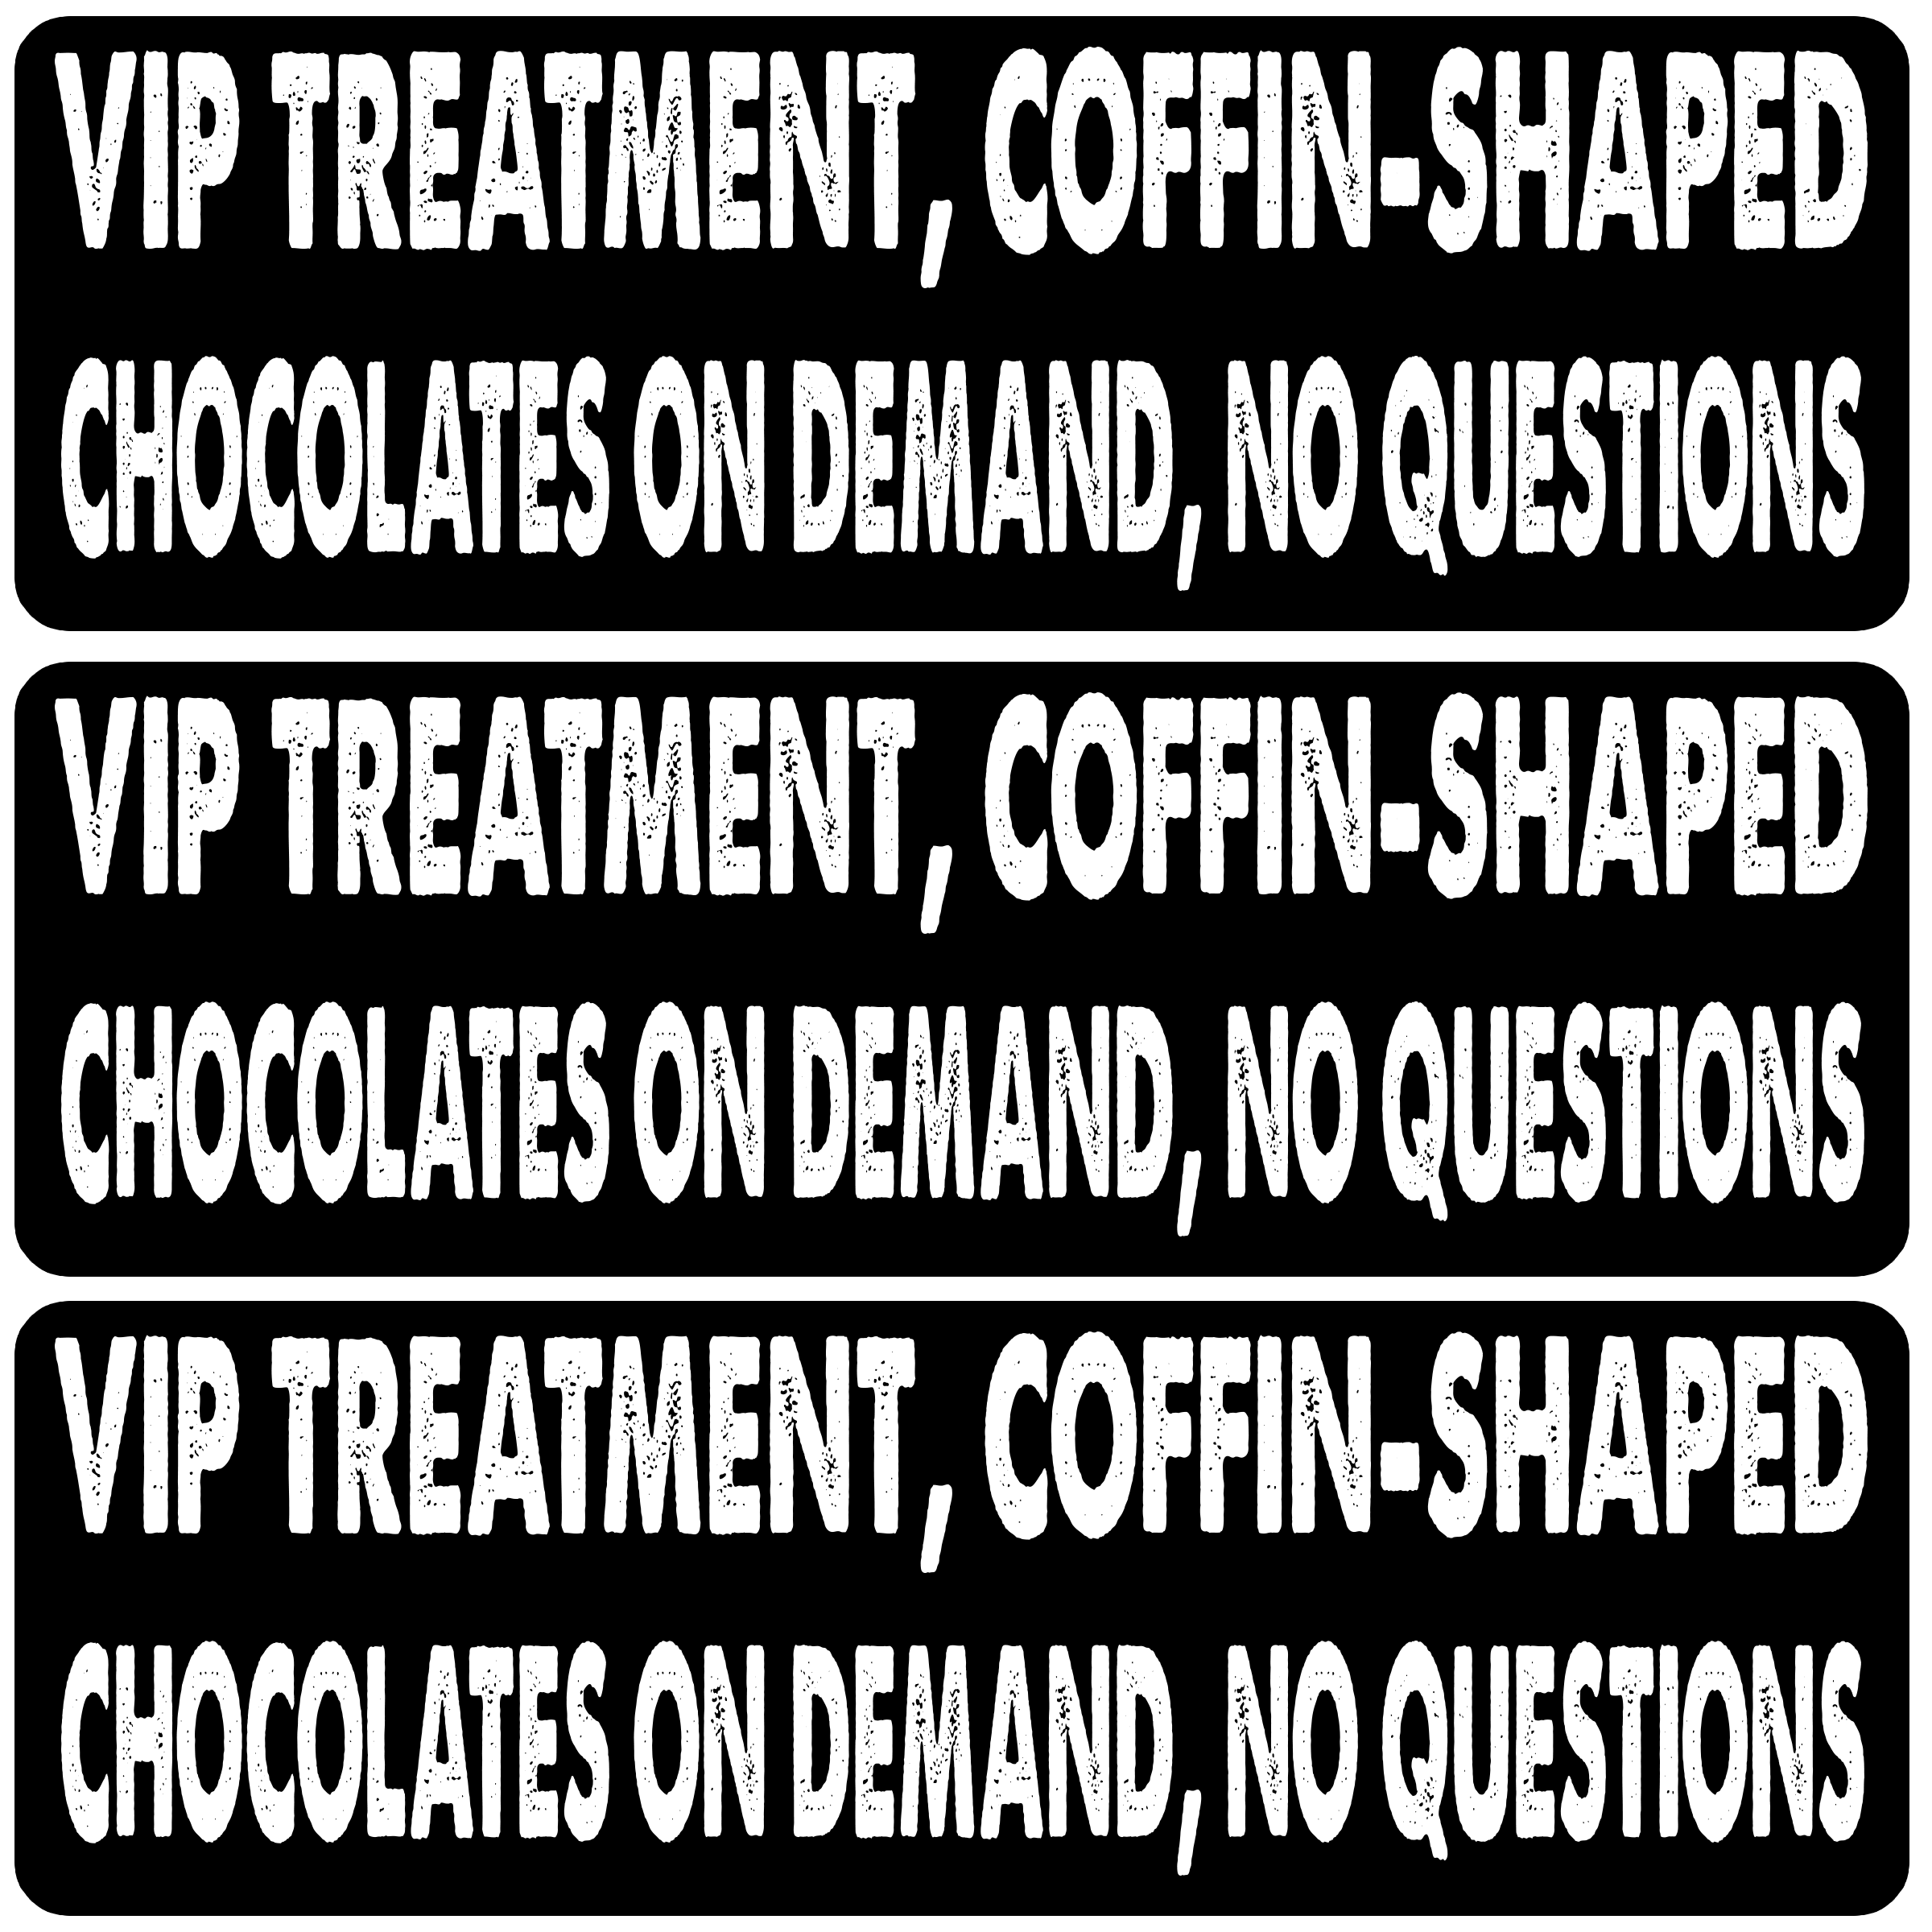 VIP TREATMENT, COFFIN-SHAPED
CHOCOLATES ON DEMAND, NO QUESTIONS
VIP TREATMENT, COFFIN-SHAPED
CHOCOLATES ON DEMAND, NO QUESTIONS
VIP TREATMENT, COFFIN-SHAPED
CHOCOLATES ON DEMAND, NO QUESTIONS